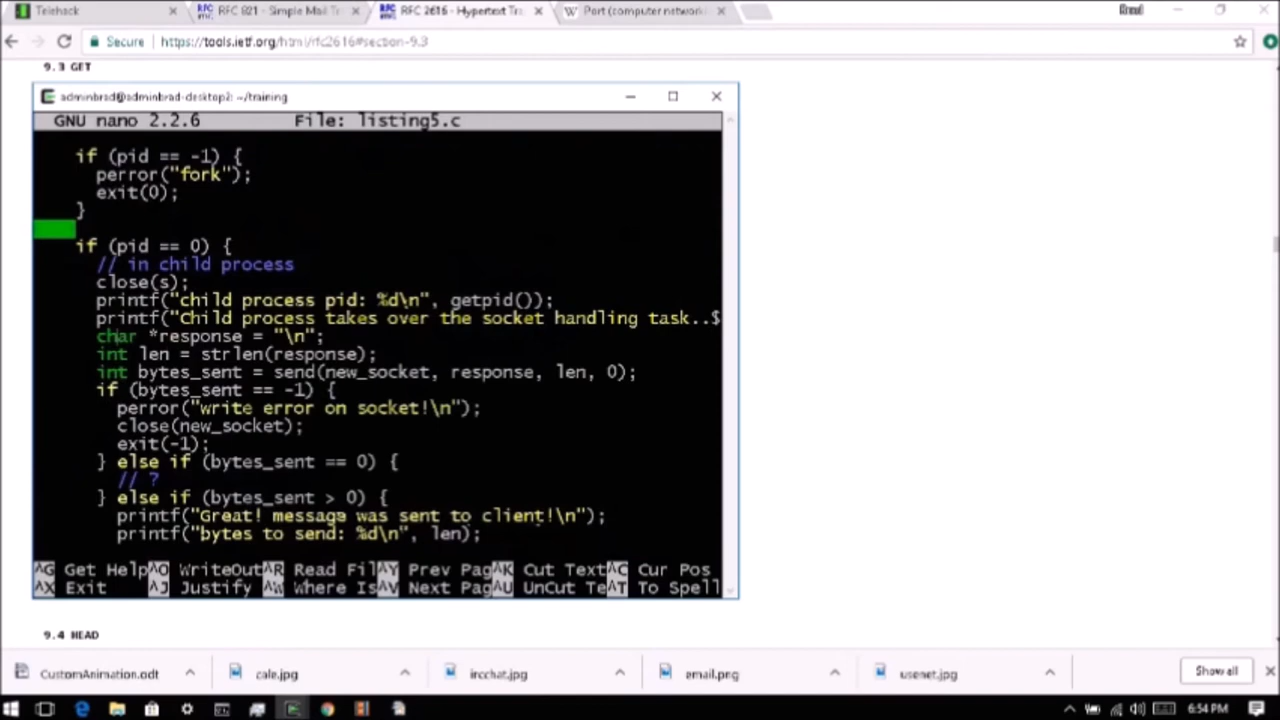 Telehack
RFC 821 - Simple Mail T
RFC 2616 - Hypertext Tra
Port (computer network
Secure
https://tools.ietf.org/html/rfc2616#section-9.3
9.3 GET
adminbrad@adminbrad-desktop2: ~/training
GNU nano 2.2.6 File: listing5.c
if (pid == -1) {
perror("fork");
exit(0);
}
if (pid == 0) {
// in child process
close(s);
printf("child process pid: %d\n", getpid());
printf("Child process takes over the socket handling task..$
char *response = "\n";
int len = strlen(response);
int bytes_sent = send(new_socket, response, len, 0);
if (bytes_sent == -1) {
perror("write error on socket!\n");
close(new_socket);
exit(-1);
} else if (bytes_sent == 0) {
// ?
} else if (bytes_sent > 0) {
printf("Great! message was sent to client!\n");
printf("bytes to send: %d\n", len);
^G Get Help ^O WriteOut ^R Read Fil ^Y Prev Pag ^K Cut Text ^C Cur Pos
^X Exit ^J Justify ^W Where Is ^V Next Pag ^U UnCut Te ^T To Spell
9.4 HEAD
CustomAnimation.odt
cale.jpg
ircchat.jpg
email.png
usenet.jpg
Show all
6:54 PM